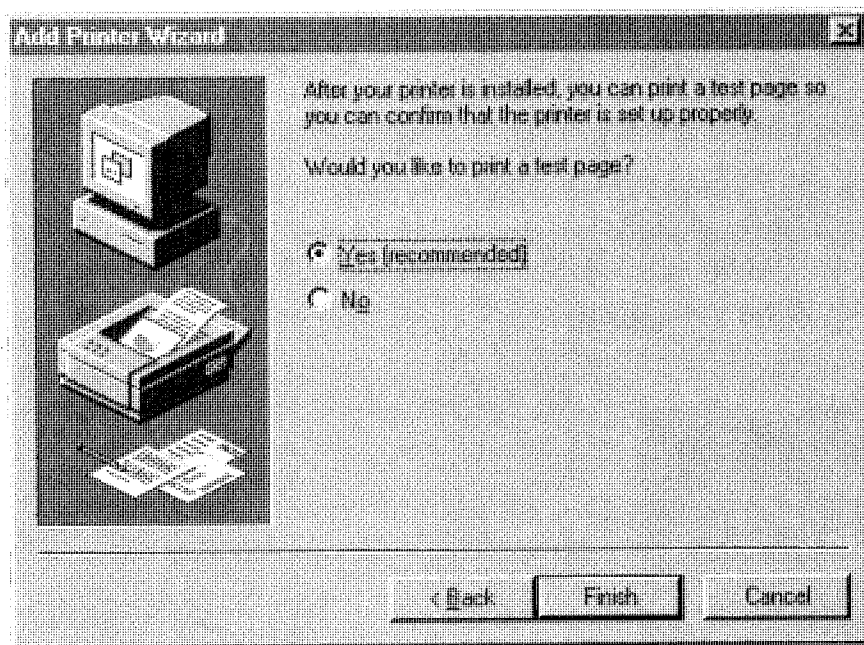 Add Printer Wizard
After your printer is installed, you can print a test page so
you can confirm that the printer is set up properly.
Would you like to print a test page?
Yes (recommended)
No
< Back
Finish
Cancel